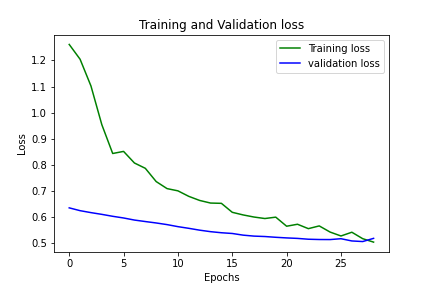 Training and Validation loss
Training loss
validation loss
1.2
1.1
1.0
0.9
0.8
0.7
0.6
0.5
Loss
0 5 10 15 20 25
Epochs